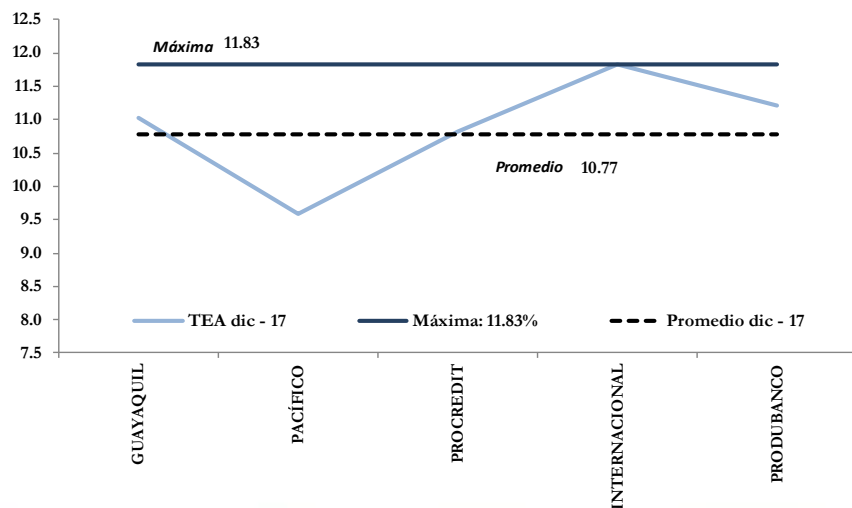 12.5
12.0
11.5
11.0
10.5
10.0
9.5
9.0
8.5
8.0
7.5
Máxima 11.83
Promedio 10.77
TEA dic - 17 Máxima: 11.83% Promedio dic - 17
GUAYAQUIL
PACÍFICO
PROCREDIT
INTERNACIONAL
PRODUBANCO